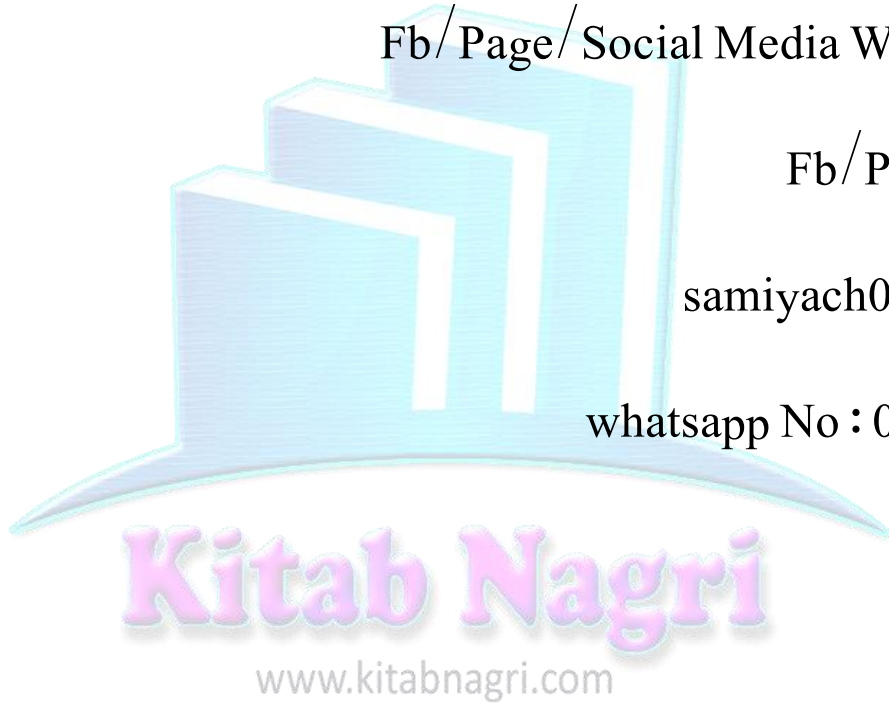 Fb/Page/Social Media W
Fb/P
samiyach0
whatsapp No : 0
Kitab Nagri
www.kitabnagri.com